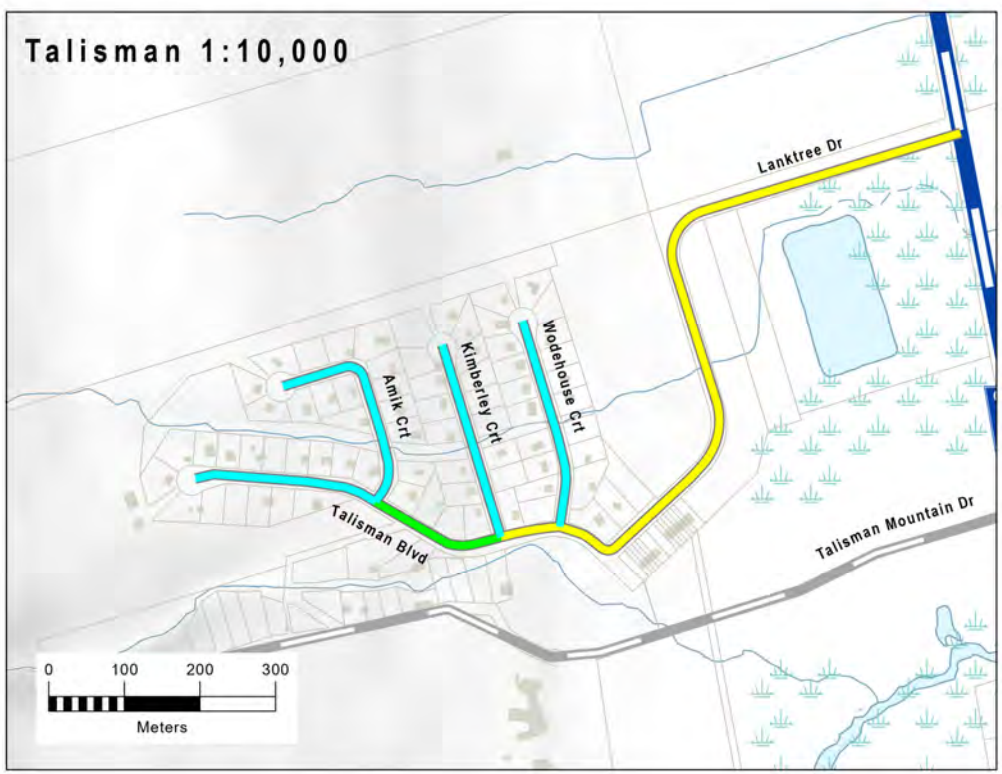 Talisman 1:10,000
Lanktree Dr
Wodehouse Crt
Kimberley Crt
Amik Crt
Talisman Blvd
Talisman Mountain Dr
0 100 200 300
Meters